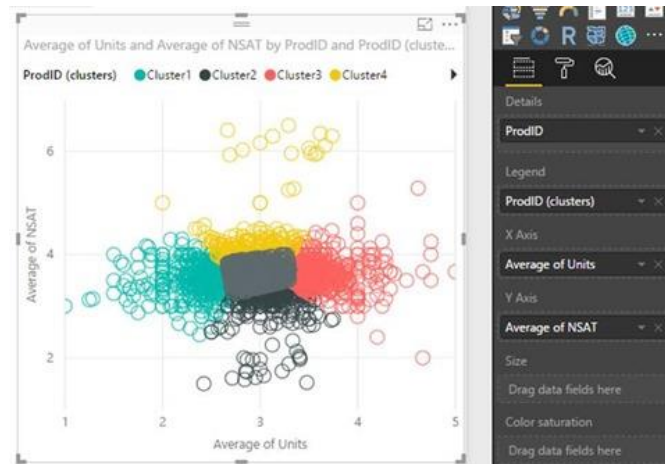 Average of Units and Average of NSAT by ProdID and ProdID (cluste...
ProdID (clusters) Cluster1 Cluster2 Cluster3 Cluster4
6
4
2
Average of NSAT
1 2 3 4 5
Average of Units
R
Details
ProdID
Legend
ProdID (clusters)
X Axis
Average of Units
Y Axis
Average of NSAT
Size
Drag data fields here
Color saturation
Drag data fields here